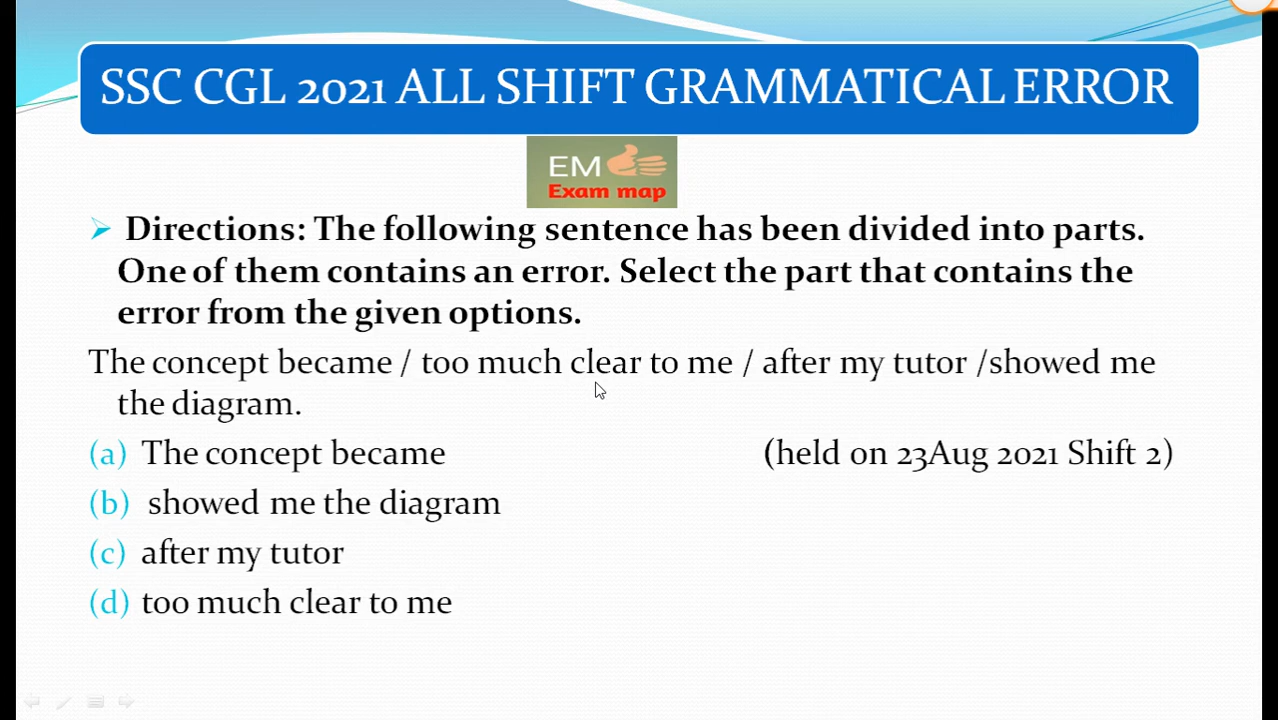 SSC CGL 2021 ALL SHIFT GRAMMATICAL ERROR
EM
Exam map
Directions: The following sentence has been divided into parts.
One of them contains an error. Select the part that contains the
error from the given options.
The concept became / too much clear to me / after my tutor /showed me
the diagram.
(a) The concept became (held on 23Aug 2021 Shift 2)
(b) showed me the diagram
(c) after my tutor
(d) too much clear to me